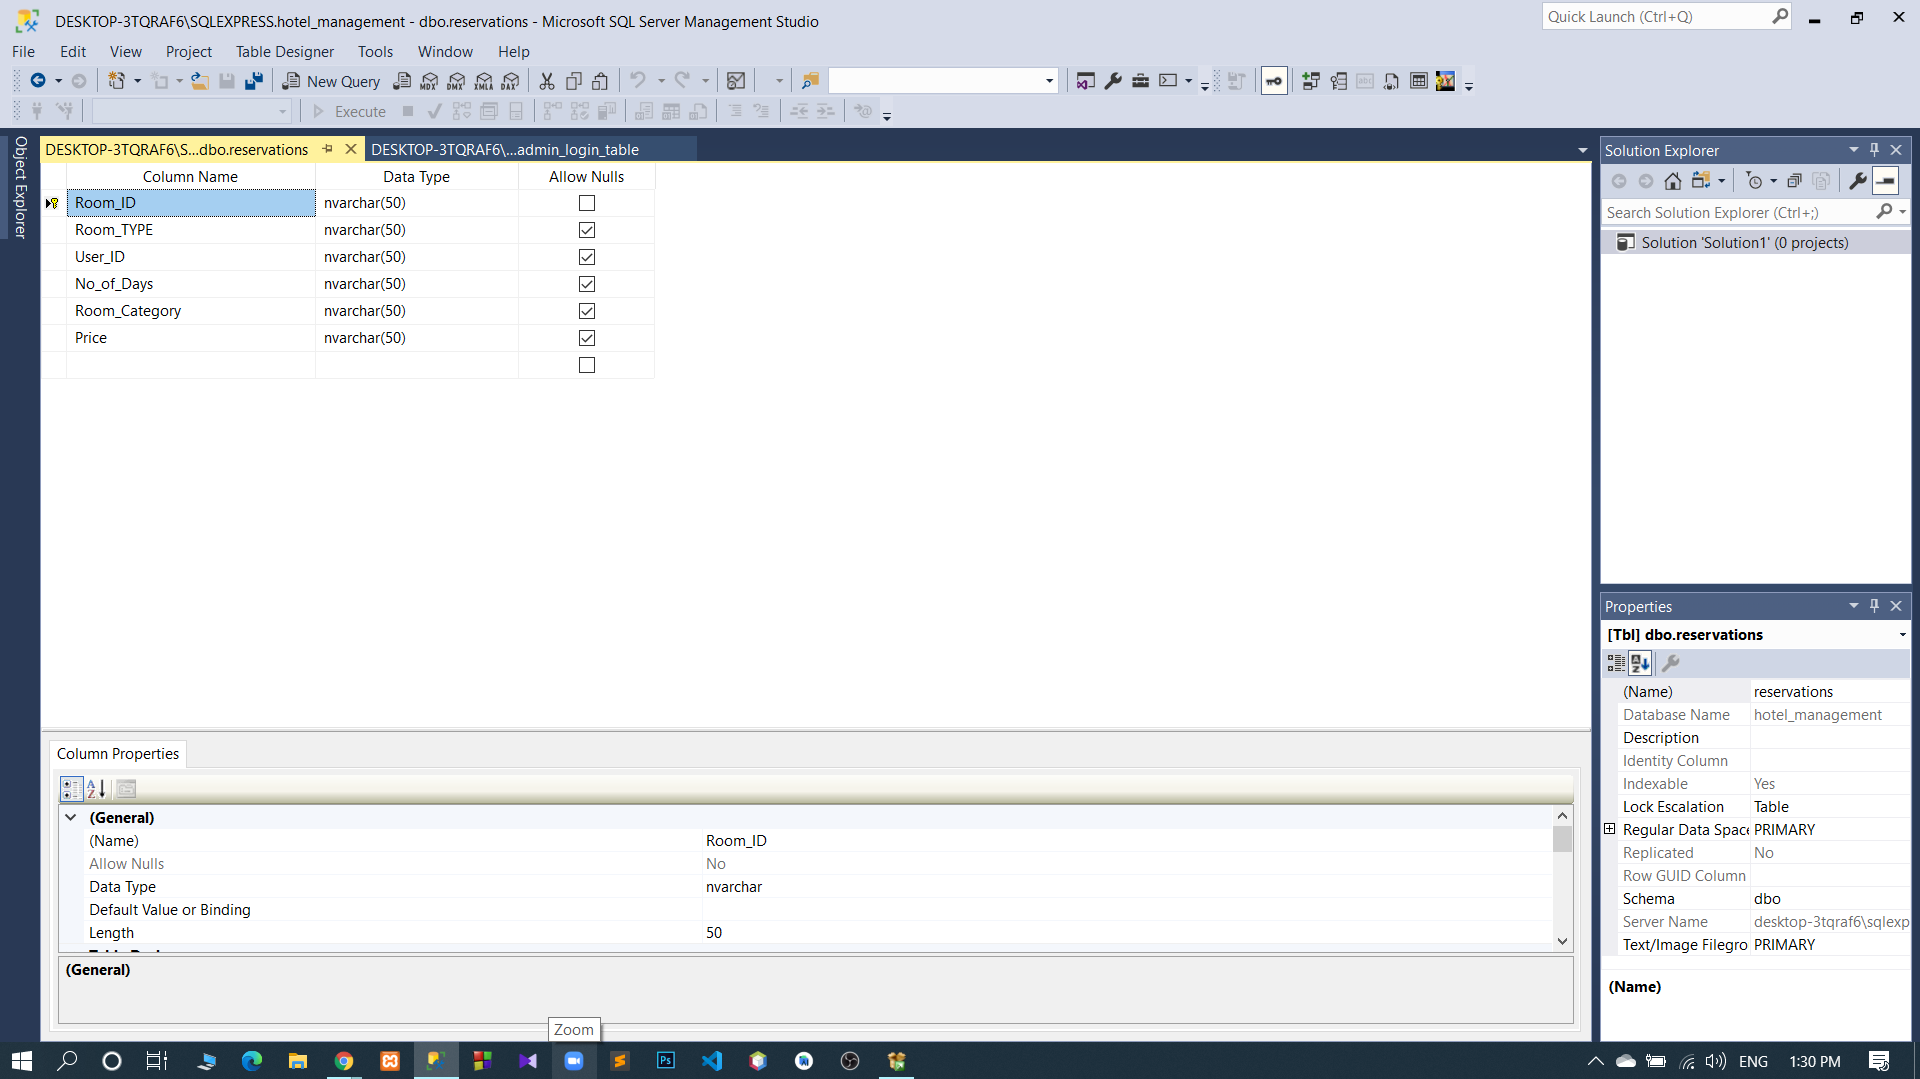 DESKTOP-3TQRAF6\SQLEXPRESS.hotel_management - dbo.reservations - Microsoft SQL Server Management Studio
Quick Launch (Ctrl+Q)
File Edit View Project Table Designer Tools Window Help
New Query MDX DMX XMLA DAX
Execute
Object Explorer
DESKTOP-3TQRAF6\S...dbo.reservations DESKTOP-3TQRAF6\...admin_login_table
Column Name Data Type Allow Nulls
Room_ID nvarchar(50)
Room_TYPE nvarchar(50)
User_ID nvarchar(50)
No_of_Days nvarchar(50)
Room_Category nvarchar(50)
Price nvarchar(50)
Column Properties
(General)
(Name) Room_ID
Allow Nulls No
Data Type nvarchar
Default Value or Binding
Length 50
(General)
Zoom
Solution Explorer
Search Solution Explorer (Ctrl+;)
Solution 'Solution1' (0 projects)
Properties
[Tbl] dbo.reservations
(Name) reservations
Database Name hotel_management
Description
Identity Column
Indexable Yes
Lock Escalation Table
Regular Data Space PRIMARY
Replicated No
Row GUID Column
Schema dbo
Server Name desktop-3tqraf6\sqlexp
Text/Image Filegro PRIMARY
(Name)
Ps
ENG 1:30 PM